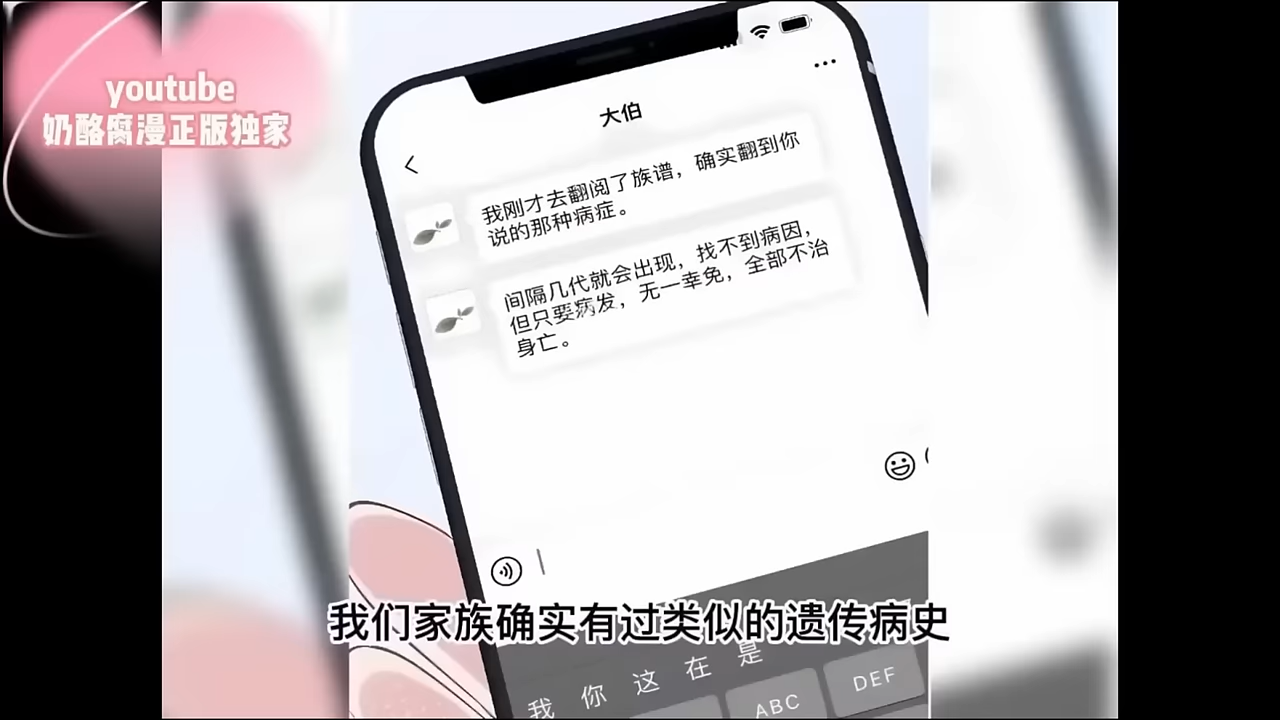 youtube
奶酪腐漫正版独家
大伯
我刚才去翻阅了族谱，确实翻到你
说的那种病症。
间隔几代就会出现，找不到病因，
但只要病发，无一幸免，全部不治
身亡。
我们家族确实有过类似的遗传病史
我 你 这 在 是
ABC
DEF